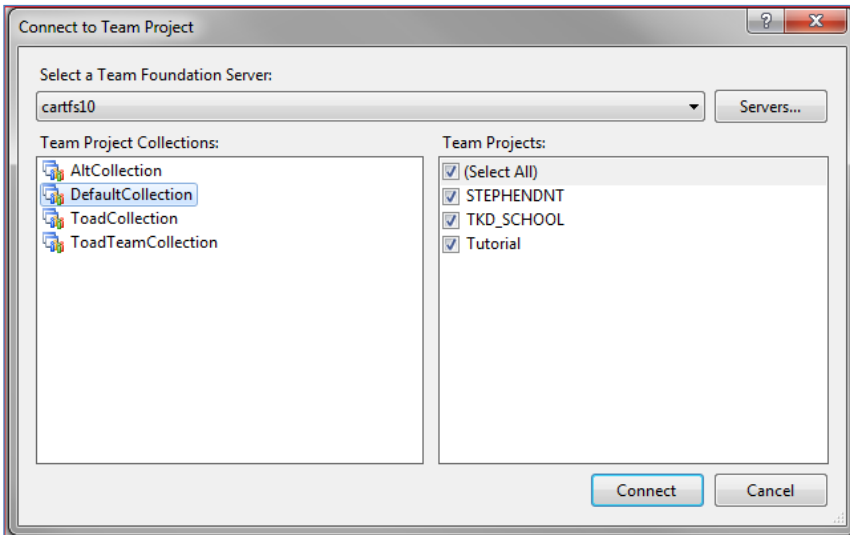 Connect to Team Project
Select a Team Foundation Server:
cartfs10
Servers...
Team Project Collections:
AltCollection
DefaultCollection
ToadCollection
ToadTeamCollection
Team Projects:
(Select All)
STEPHENDNT
TKD_SCHOOL
Tutorial
Connect
Cancel